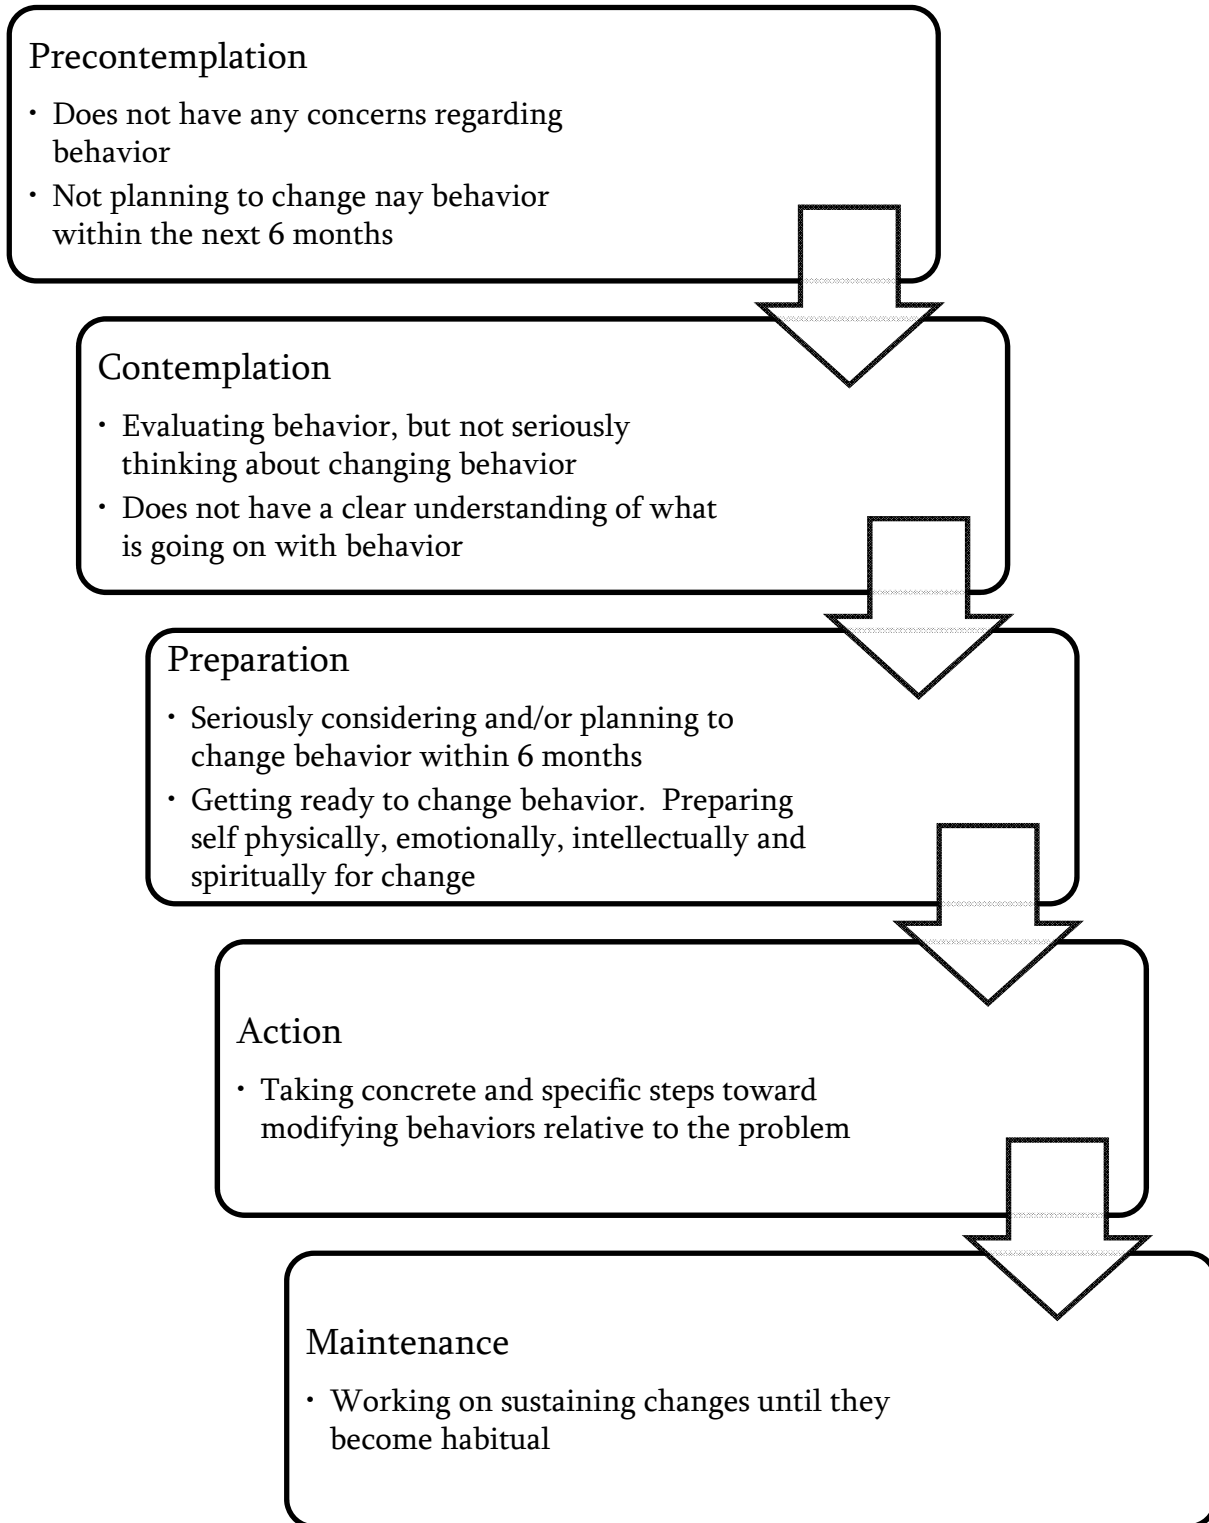 Precontemplation
· Does not have any concerns regarding
behavior
· Not planning to change nay behavior
within the next 6 months
Contemplation
· Evaluating behavior, but not seriously
thinking about changing behavior
· Does not have a clear understanding of what
is going on with behavior
Preparation
· Seriously considering and/or planning to
change behavior within 6 months
· Getting ready to change behavior.  Preparing
self physically, emotionally, intellectually and
spiritually for change
Action
· Taking concrete and specific steps toward
modifying behaviors relative to the problem
Maintenance
· Working on sustaining changes until they
become habitual